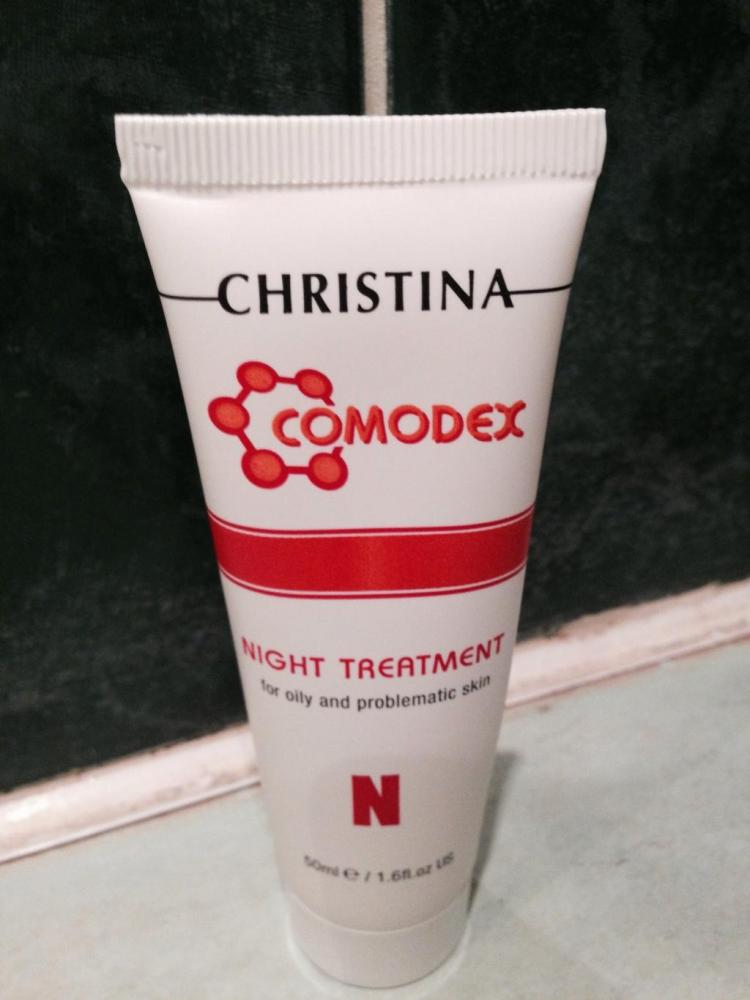 CHRISTINA
COMODEX
NIGHT TREATMENT
for oily and problematic skin
N
50ml ℮ / 1.6fl.oz US